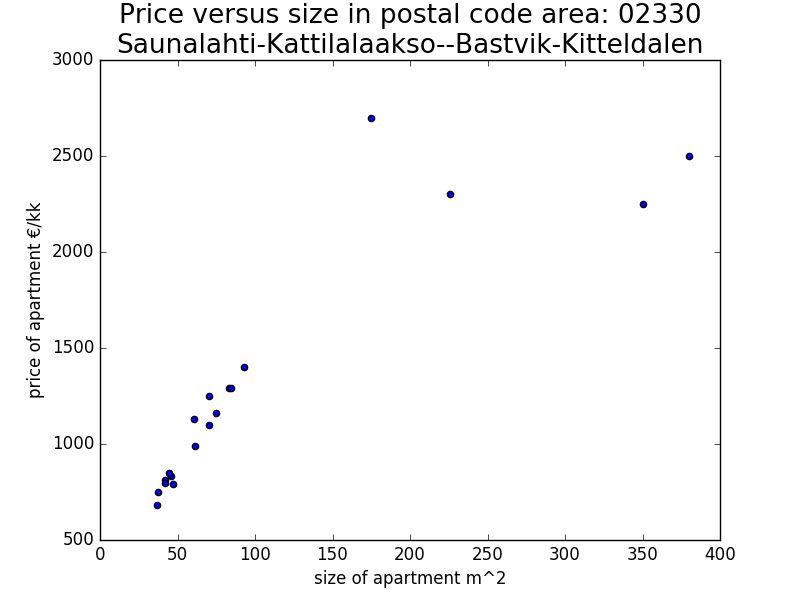 Price versus size in postal code area: 02330
Saunalahti-Kattilalaakso--Bastvik-Kitteldalen
3000
2500
2000
1500
1000
500
price of apartment €/kk
0 50 100 150 200 250 300 350 400
size of apartment m^2